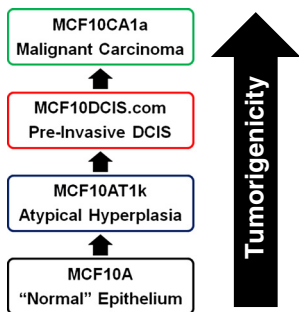 MCF10CA1a
Malignant Carcinoma
MCF10DCIS.com
Pre-Invasive DCIS
MCF10AT1k
Atypical Hyperplasia
MCF10A
“Normal” Epithelium
Tumorigenicity